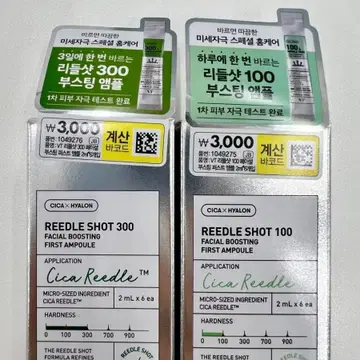 바르면 따끔한
미세자극 스페셜 홈케어
3일에 한 번 바르는
리들샷 300
부스팅 앰플
1차 피부 자극 테스트 완료
₩3,000
품번: 1049276
계산
바코드
CICA × HYALON
REEDLE SHOT 300
FACIAL BOOSTING
FIRST AMPOULE
APPLICATION
Cica Reedle™
MICRO-SIZED INGREDIENT
CICA REEDLE™
2 mL x 6 ea
HARDNESS
0 100 300 700 900
THE REEDLE SHOT
FORMULA REFINES
바르면 따끔한
미세자극 스페셜 홈케어
하루에 한 번 바르는
리들샷 100
부스팅 앰플
1차 피부 자극 테스트 완료
₩3,000
품번: 1049275
계산
바코드
CICA × HYALON
REEDLE SHOT 100
FACIAL BOOSTING
FIRST AMPOULE
APPLICATION
Cica Reedle
MICRO-SIZED INGREDIENT
CICA REEDLE™
2 mL x 6 ea
HARDNESS
0 100 300 700 900
THE REEDLE SHOT